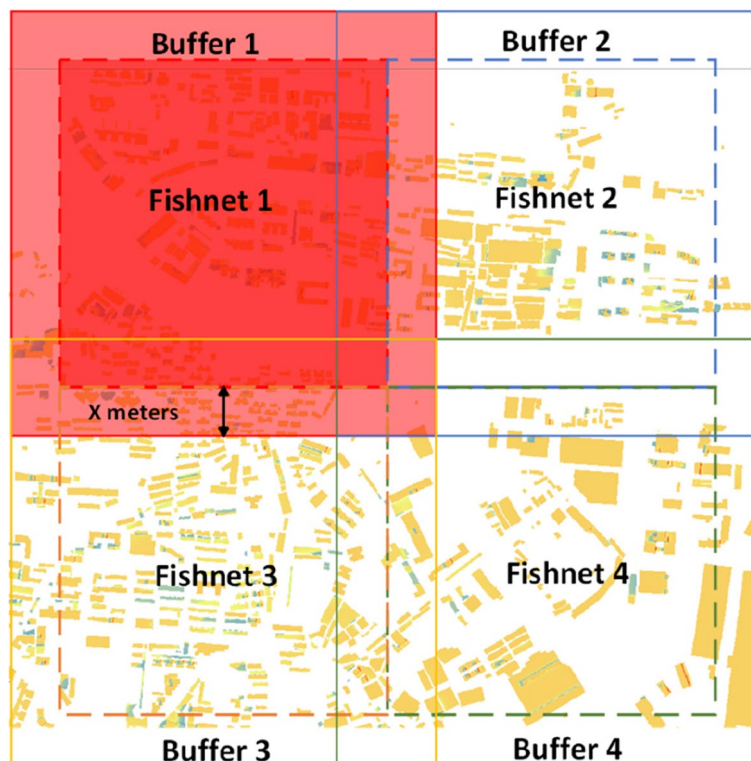 Buffer 1
Buffer 2
Fishnet 1
Fishnet 2
X meters
Fishnet 3
Fishnet 4
Buffer 3
Buffer 4